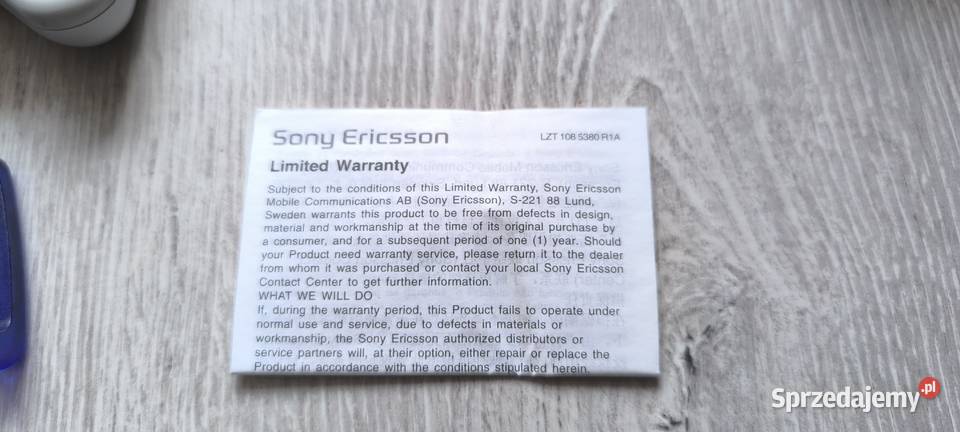 Sony Ericsson
LZT 108 5380 R1A
Limited Warranty
Subject to the conditions of this Limited Warranty, Sony Ericsson
Mobile Communications AB (Sony Ericsson), S-221 88 Lund,
Sweden warrants this product to be free from defects in design,
material and workmanship at the time of its original purchase by
a consumer, and for a subsequent period of one (1) year. Should
your Product need warranty service, please return it to the dealer
from whom it was purchased or contact your local Sony Ericsson
Contact Center to get further information.
WHAT WE WILL DO
If, during the warranty period, this Product fails to operate under
normal use and service, due to defects in materials or
workmanship, the Sony Ericsson authorized distributors or
service partners will, at their option, either repair or replace the
Product in accordance with the conditions stipulated herein.
Sprzedajemy.pl